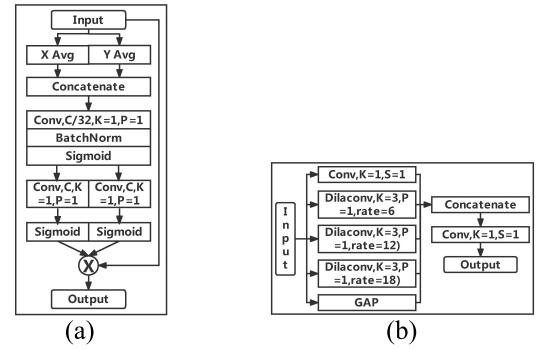 Input
X Avg
Y Avg
Concatenate
Conv,C/32,K=1,P=1
BatchNorm
Sigmoid
Conv,C,K
=1,P=1
Conv,C,K
=1,P=1
Sigmoid
Sigmoid
X
Output
(a)
Input
Conv,K=1,S=1
Dilaconv,K=3,P
=1,rate=6
Dilaconv,K=3,P
=1,rate=12)
Dilaconv,K=3,P
=1,rate=18)
GAP
Concatenate
Conv,K=1,S=1
Output
(b)